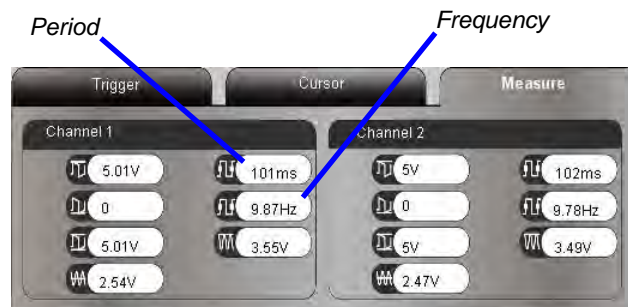 Period
Frequency
Trigger
Cursor
Measure
Channel 1
5.01V
101ms
0
9.87Hz
5.01V
3.55V
2.54V
Channel 2
5V
102ms
0
9.78Hz
5V
3.49V
2.47V